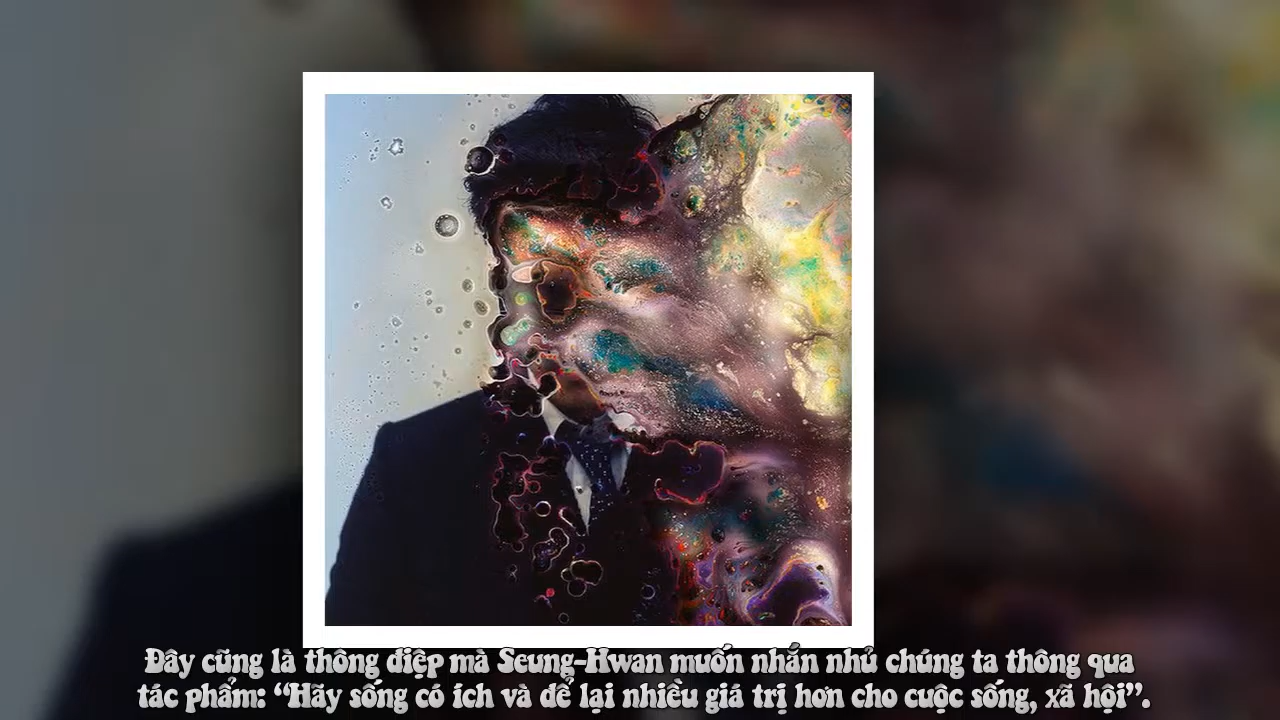 Đây cũng là thông điệp mà Seung-Hwan muốn nhắn nhủ chúng ta thông qua
tác phẩm: “Hãy sống có ích và để lại nhiều giá trị hơn cho cuộc sống, xã hội”.